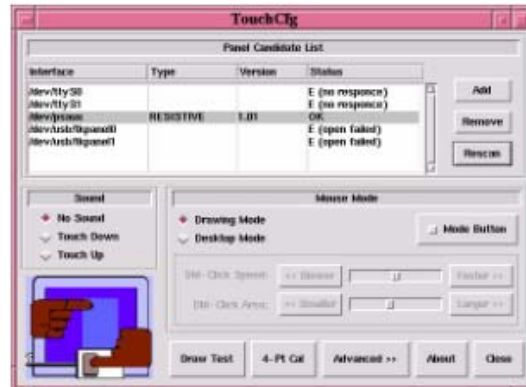 TouchCfg
Panel Candidate List
Interface Type Version Status
/dev/ttyS0 E (no responce)
/dev/ttyS1 E (no responce)
/dev/psaux RESISTIVE 1.01 OK
/dev/usb/tkpanel0 E (open failed)
/dev/usb/tkpanel1 E (open failed)
Add
Remove
Rescan
Sound
No Sound
Touch Down
Touch Up
Mouse Mode
Drawing Mode
Desktop Mode
Mode Button
Dbl-Click Speed: << Slower Faster >>
Dbl-Click Area: << Smaller Larger >>
Draw Test 4-Pt Cal Advanced >> About Close